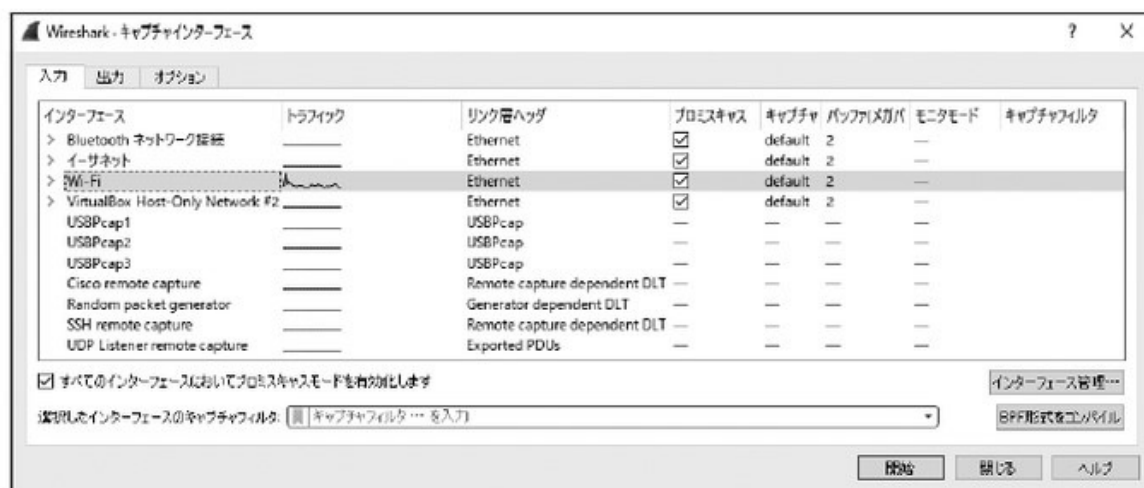 Wireshark - キャプチャインターフェース ? ×
入力 出力 オプション
インターフェース トラフィック リンク層ヘッダ プロミスキャス キャプチャ バッファ(メガバ モニタモード キャプチャフィルタ
> Bluetooth ネットワーク接続 Ethernet default 2 —
> イーサネット Ethernet default 2 —
> Wi-Fi Ethernet default 2 —
> VirtualBox Host-Only Network #2 Ethernet default 2 —
USBPcap1 USBPcap — — — —
USBPcap2 USBPcap — — — —
USBPcap3 USBPcap — — — —
Cisco remote capture Remote capture dependent DLT — — — —
Random packet generator Generator dependent DLT — — — —
SSH remote capture Remote capture dependent DLT — — — —
UDP Listener remote capture Exported PDUs — — — —
すべてのインターフェースにおいてプロミスキャスモードを有効化します インターフェース管理…
選択したインターフェースのキャプチャフィルタ: キャプチャフィルタ … を入力 BPF形式をコンパイル
開始 閉じる ヘルプ